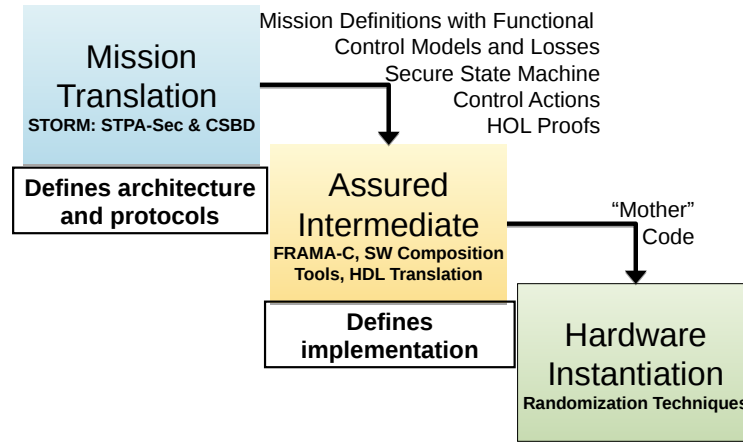 Mission Definitions with Functional
Control Models and Losses
Secure State Machine
Control Actions
HOL Proofs
Mission
Translation
STORM: STPA-Sec & CSBD
Defines architecture
and protocols
Assured
Intermediate
FRAMA-C, SW Composition
Tools, HDL Translation
“Mother”
Code
Defines
implementation
Hardware
Instantiation
Randomization Techniques